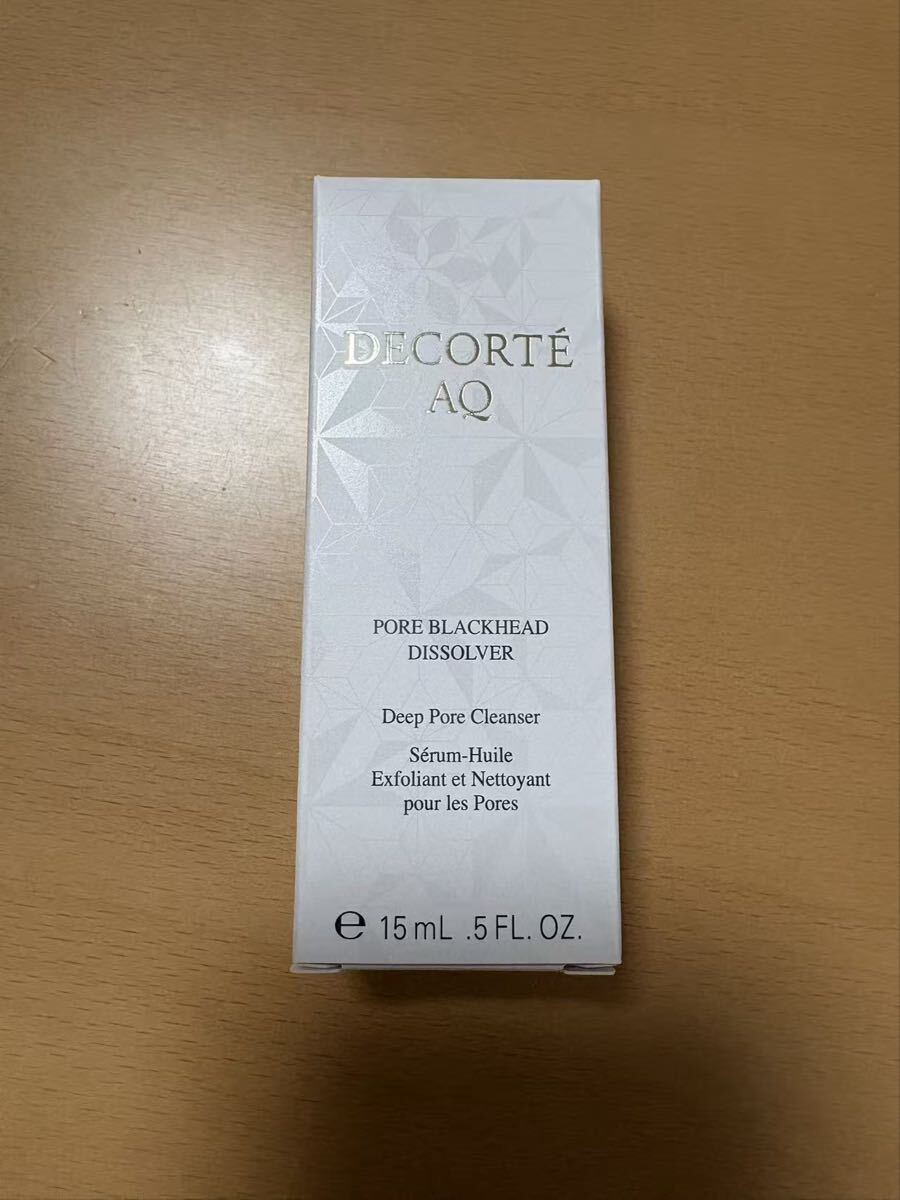 DECORTÉ
AQ
PORE BLACKHEAD
DISSOLVER
Deep Pore Cleanser
Sérum-Huile
Exfoliant et Nettoyant
pour les Pores
℮ 15 mL .5 FL. OZ.